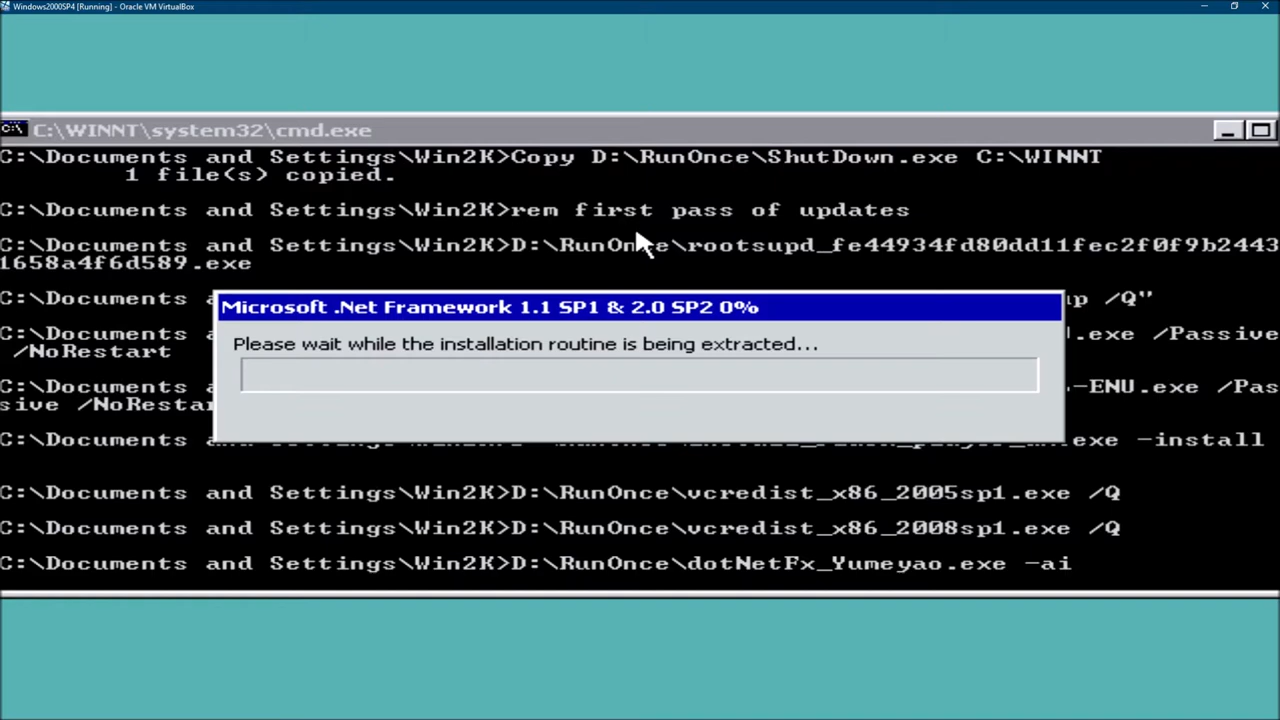 Windows2000SP4 [Running] - Oracle VM VirtualBox
C:\WINNT\system32\cmd.exe
C:\Documents and Settings\Win2K>Copy D:\RunOnce\ShutDown.exe C:\WINNT
1 file(s) copied.
C:\Documents and Settings\Win2K>rem first pass of updates
C:\Documents and Settings\Win2K>D:\RunOnce\rootsupd_fe44934fd80dd11fec2f0f9b2443
1658a4f6d589.exe
C:\Documents p /Q"
Microsoft .Net Framework 1.1 SP1 & 2.0 SP2 0%
C:\Documents .exe /Passive
Please wait while the installation routine is being extracted...
/NoRestart
C:\Documents -ENU.exe /Pas
sive /NoRestar
C:\Documents and Settings\Win2K> -install
C:\Documents and Settings\Win2K>D:\RunOnce\vcredist_x86_2005sp1.exe /Q
C:\Documents and Settings\Win2K>D:\RunOnce\vcredist_x86_2008sp1.exe /Q
C:\Documents and Settings\Win2K>D:\RunOnce\dotNetFx_Yumeyao.exe -ai